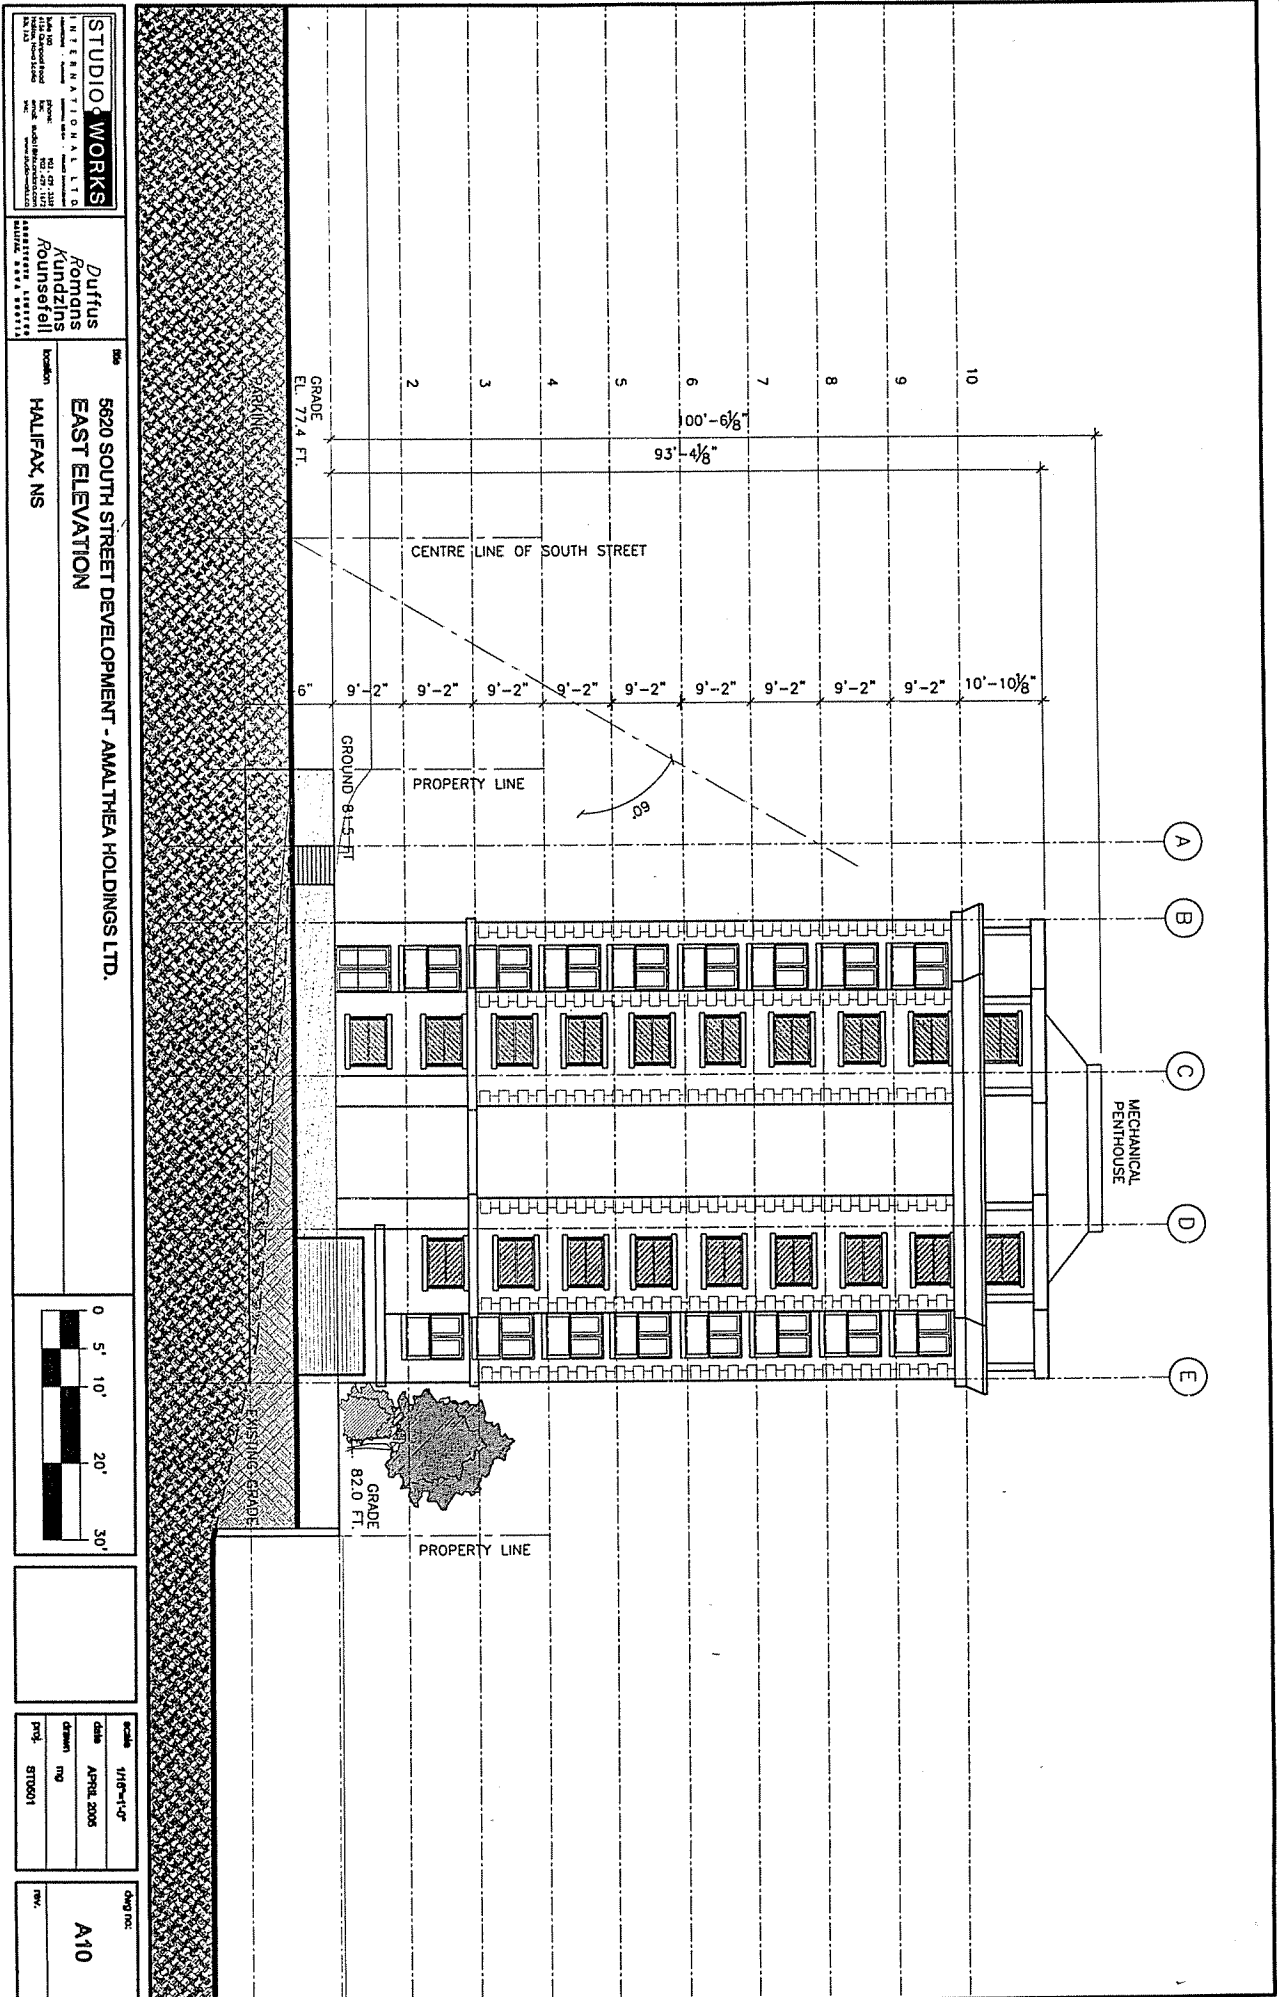 A
B
C
D
E
MECHANICAL
PENTHOUSE
10
9
8
7
6
5
4
3
2
GRADE
EL. 77.4 FT.
PARKING
100'-6⅛"
93'-4⅛"
CENTRE LINE OF SOUTH STREET
10'-10⅛"
9'-2"
9'-2"
9'-2"
9'-2"
9'-2"
9'-2"
9'-2"
9'-2"
9'-2"
6"
60°
PROPERTY LINE
GROUND 81.5 FT
EXISTING GRADE
GRADE
82.0 FT.
PROPERTY LINE
STUDIO WORKS
INTERNATIONAL LTD.
Duffus
Romans
Kundzins
Rounsefell
ARCHITECTS LIMITED
HALIFAX NOVA SCOTIA
title
5620 SOUTH STREET DEVELOPMENT - AMALTHEA HOLDINGS LTD.
EAST ELEVATION
location
HALIFAX, NS
0 5' 10' 20' 30'
scale 1/16"=1'-0"
date APRIL 2006
drawn mg
proj. ST0601
dwg no:
A10
rev.